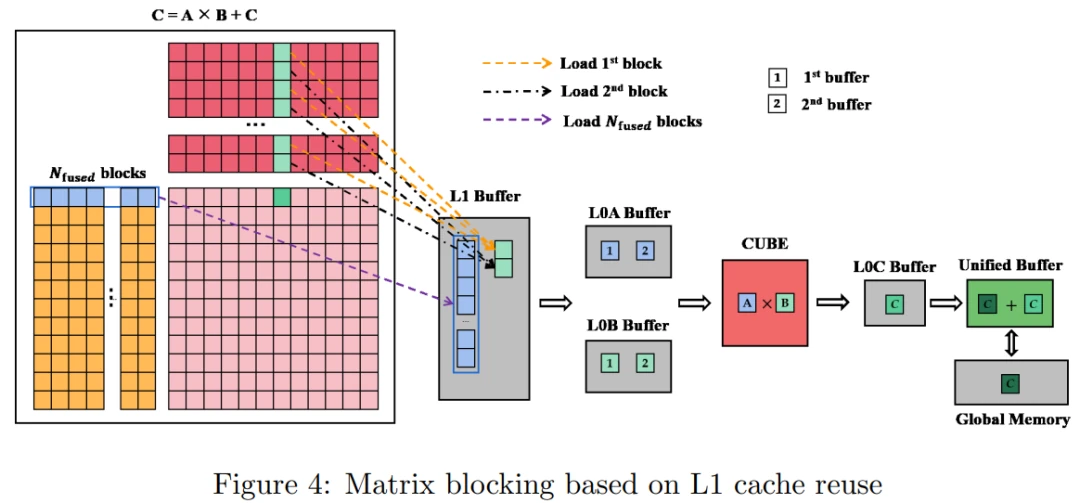 C = A × B + C
...
N_fused blocks
⋮
Load 1st block
Load 2nd block
Load N_fused blocks
1 1st buffer
2 2nd buffer
L1 Buffer
...
L0A Buffer
1 2
L0B Buffer
1 2
CUBE
A × B
L0C Buffer
C
Unified Buffer
C + C
C
Global Memory
Figure 4: Matrix blocking based on L1 cache reuse